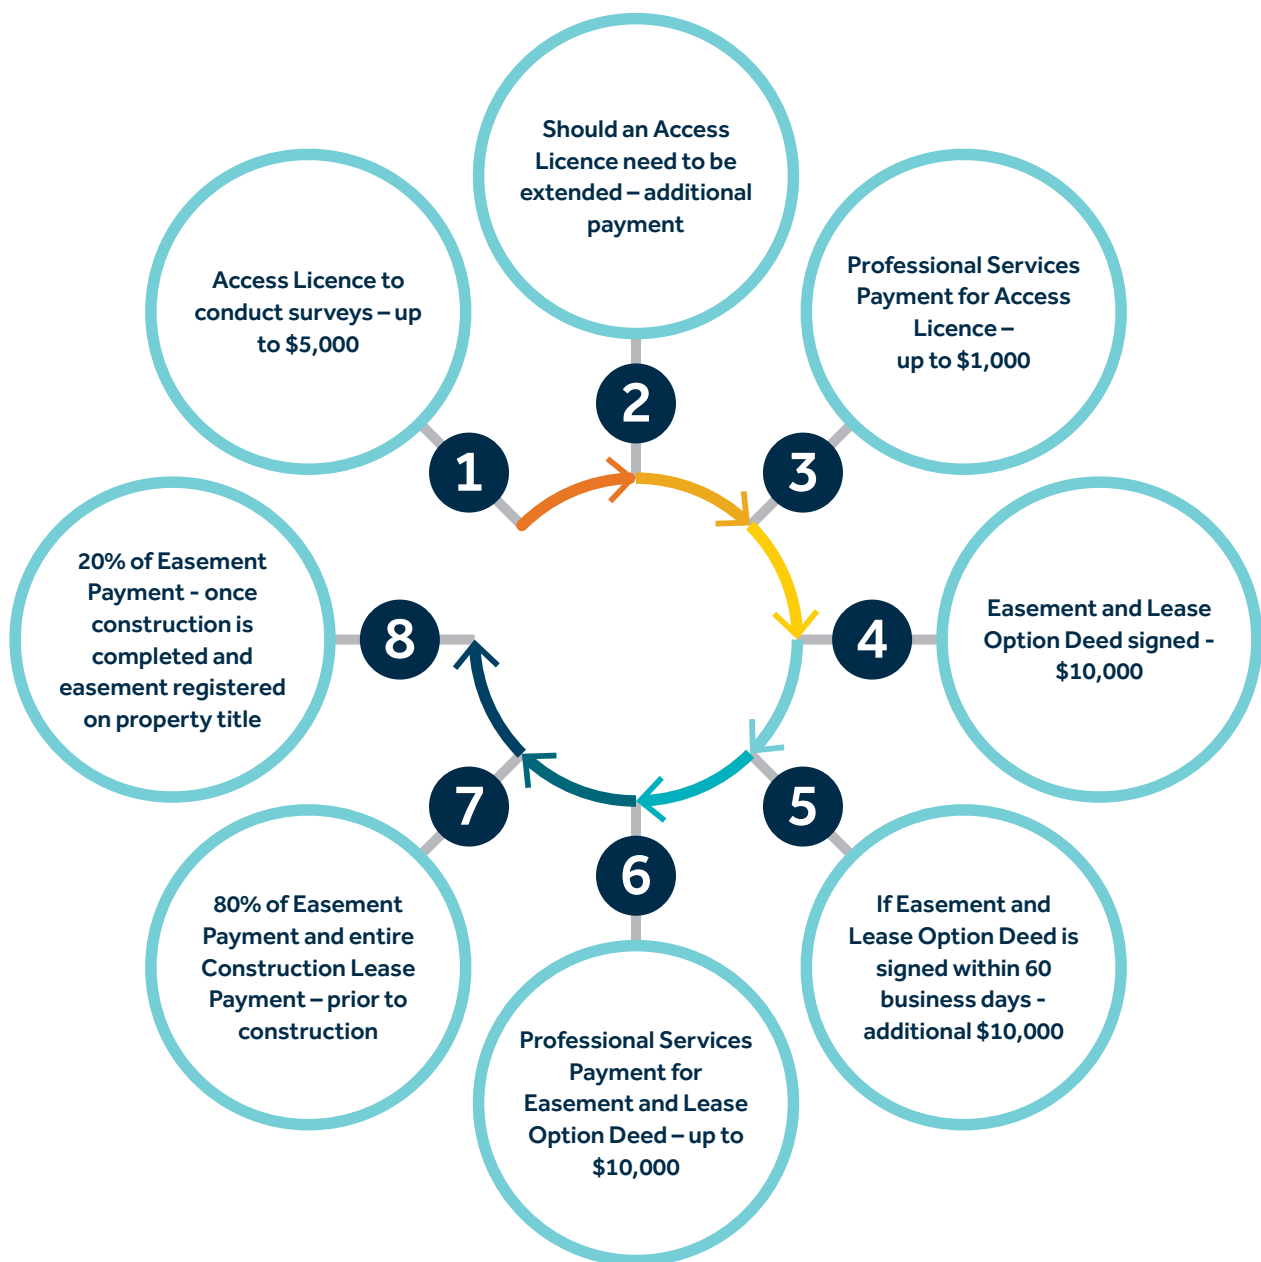 1
Access Licence to
conduct surveys – up
to $5,000
2
Should an Access
Licence need to be
extended – additional
payment
3
Professional Services
Payment for Access
Licence –
up to $1,000
4
Easement and Lease
Option Deed signed -
$10,000
5
If Easement and
Lease Option Deed is
signed within 60
business days -
additional $10,000
6
Professional Services
Payment for
Easement and Lease
Option Deed – up to
$10,000
7
80% of Easement
Payment and entire
Construction Lease
Payment – prior to
construction
8
20% of Easement
Payment - once
construction is
completed and
easement registered
on property title